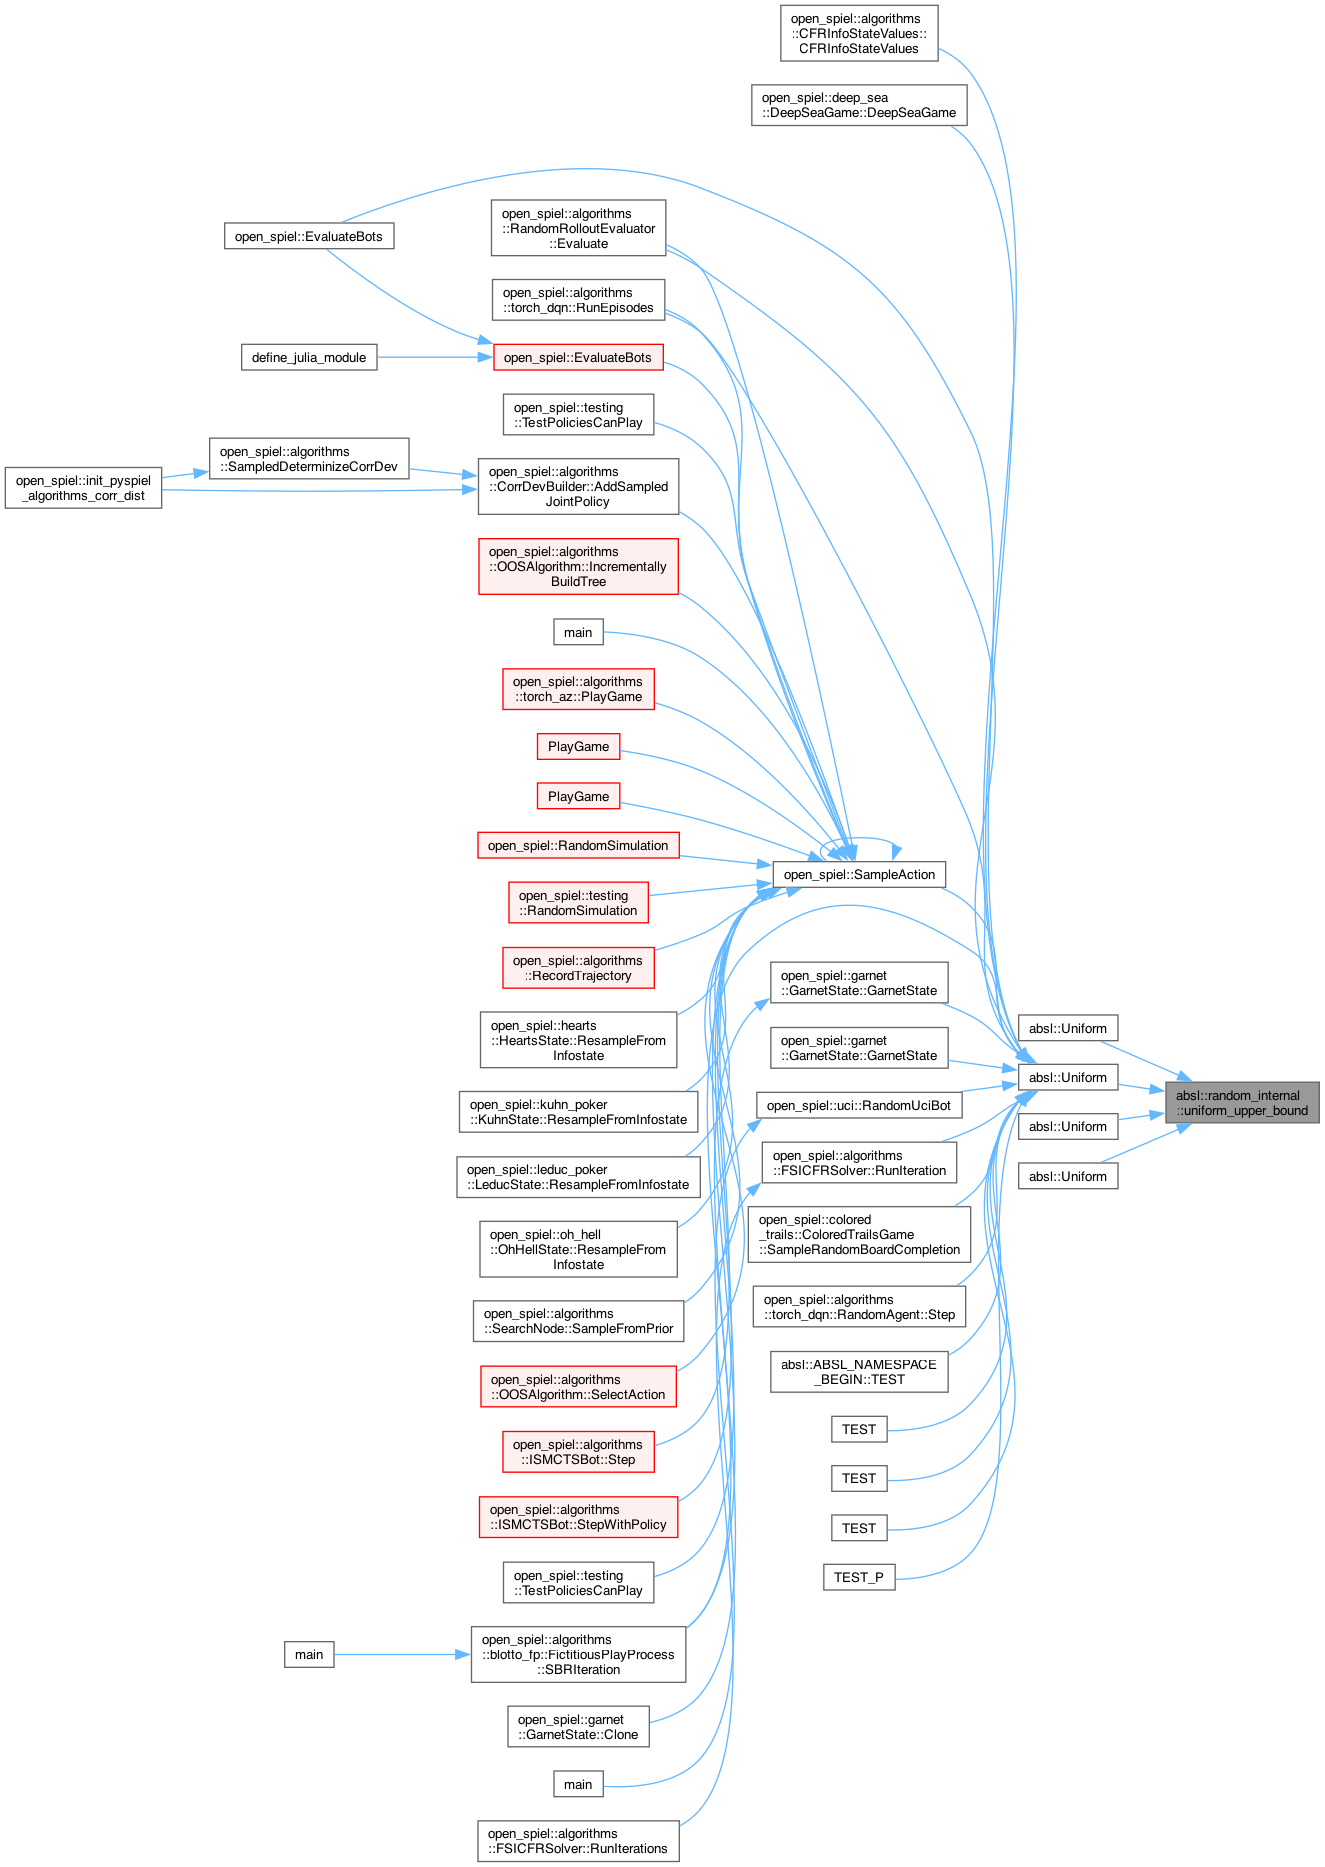 open_spiel::algorithms
::CFRInfoStateValues::
CFRInfoStateValues
open_spiel::deep_sea
::DeepSeaGame::DeepSeaGame
open_spiel::EvaluateBots
open_spiel::algorithms
::RandomRolloutEvaluator
::Evaluate
open_spiel::algorithms
::torch_dqn::RunEpisodes
define_julia_module
open_spiel::EvaluateBots
open_spiel::testing
::TestPoliciesCanPlay
open_spiel::init_pyspiel
_algorithms_corr_dist
open_spiel::algorithms
::SampledDeterminizeCorrDev
open_spiel::algorithms
::CorrDevBuilder::AddSampled
JointPolicy
open_spiel::algorithms
::OOSAlgorithm::Incrementally
BuildTree
main
open_spiel::algorithms
::torch_az::PlayGame
PlayGame
PlayGame
open_spiel::RandomSimulation
open_spiel::testing
::RandomSimulation
open_spiel::algorithms
::RecordTrajectory
open_spiel::hearts
::HeartsState::ResampleFrom
Infostate
open_spiel::kuhn_poker
::KuhnState::ResampleFromInfostate
open_spiel::leduc_poker
::LeducState::ResampleFromInfostate
open_spiel::oh_hell
::OhHellState::ResampleFrom
Infostate
open_spiel::algorithms
::SearchNode::SampleFromPrior
open_spiel::algorithms
::OOSAlgorithm::SelectAction
open_spiel::algorithms
::ISMCTSBot::Step
open_spiel::algorithms
::ISMCTSBot::StepWithPolicy
open_spiel::testing
::TestPoliciesCanPlay
main
open_spiel::algorithms
::blotto_fp::FictitiousPlayProcess
::SBRIteration
open_spiel::garnet
::GarnetState::Clone
main
open_spiel::algorithms
::FSICFRSolver::RunIterations
open_spiel::SampleAction
open_spiel::garnet
::GarnetState::GarnetState
open_spiel::garnet
::GarnetState::GarnetState
open_spiel::uci::RandomUciBot
open_spiel::algorithms
::FSICFRSolver::RunIteration
open_spiel::colored
_trails::ColoredTrailsGame
::SampleRandomBoardCompletion
open_spiel::algorithms
::torch_dqn::RandomAgent::Step
absl::ABSL_NAMESPACE
_BEGIN::TEST
TEST
TEST
TEST
TEST_P
absl::Uniform
absl::Uniform
absl::Uniform
absl::Uniform
absl::random_internal
::uniform_upper_bound